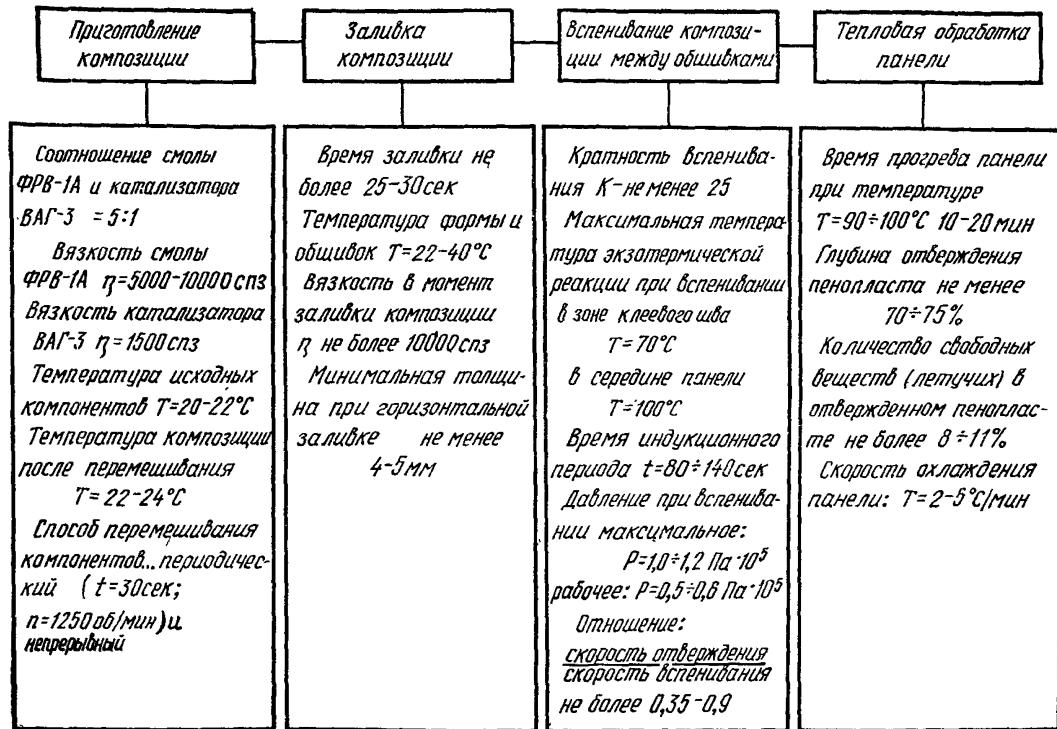 Приготовление
композиции
Заливка
композиции
Вспенивание компози-
ции между обшивками
Тепловая обработка
панели
Соотношение смолы
ФРВ-1А и катализатора
ВАГ-3 = 5:1
Вязкость смолы
ФРВ-1А η=5000-10000 спз
Вязкость катализатора
ВАГ-3 η=1500 спз
Температура исходных
компонентов T=20-22°C
Температура композиции
после перемешивания
T=22-24°C
Способ перемешивания
компонентов... периодичес-
кий (t=30сек;
n=1250 об/мин) и
непрерывный
Время заливки не
более 25-30 сек
Температура формы и
обшивок T=22-40°C
Вязкость в момент
заливки композиции
η не более 10000 спз
Минимальная толщи-
на при горизонтальной
заливке не менее
4-5 мм
Кратность вспенива-
ния K-не менее 25
Максимальная темпера-
тура экзотермической
реакции при вспенивании
в зоне клеевого шва
T=70°C
в середине панели
T=100°C
Время индукционного
периода t=80÷140 сек
Давление при вспенива-
нии максимальное:
P=1,0÷1,2 Па·10⁵
рабочее: P=0,5÷0,6 Па·10⁵
Отношение:
скорость отверждения
скорость вспенивания
не более 0,35-0,9
Время прогрева панели
при температуре
T=90÷100°C 10-20 мин
Глубина отверждения
пенопласта не менее
70÷75%
Количество свободных
веществ (летучих) в
отвержденном пеноплас-
те не более 8÷11%
Скорость охлаждения
панели: T=2-5°C/мин